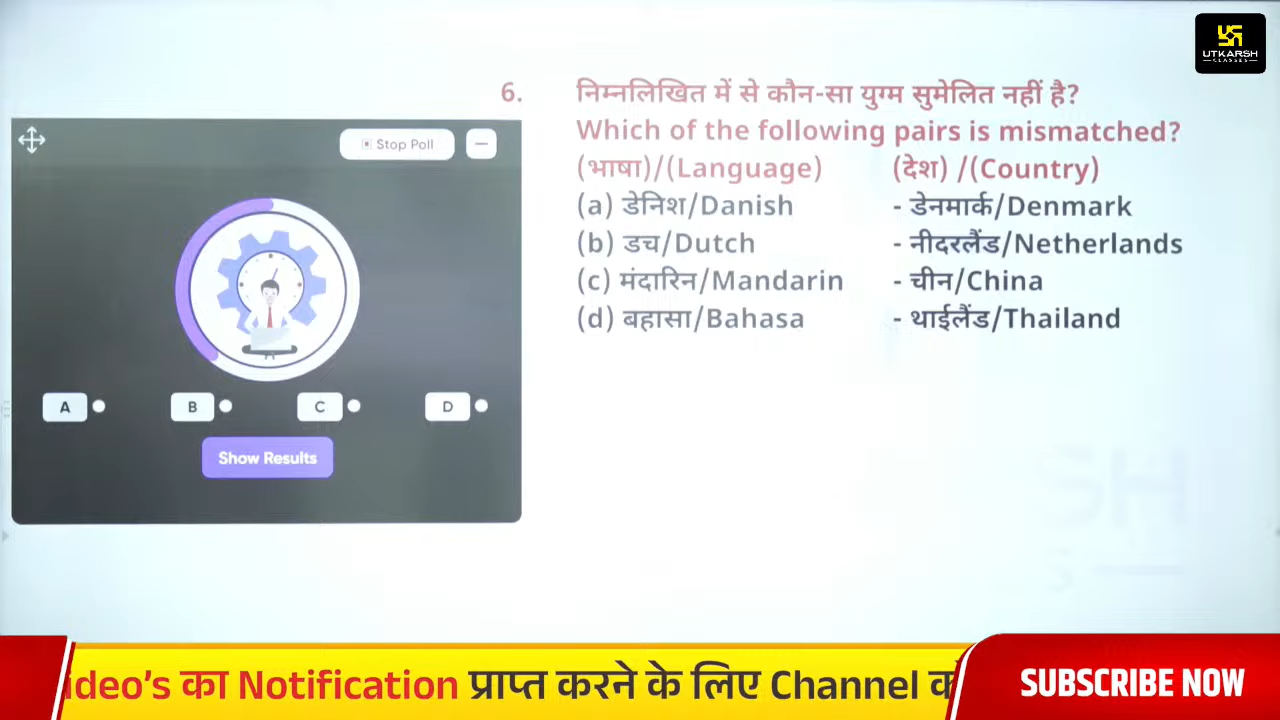 UTKARSH
CLASSES
6. निम्नलिखित में से कौन-सा युग्म सुमेलित नहीं है?
Which of the following pairs is mismatched?
(भाषा)/(Language) (देश) /(Country)
(a) डेनिश/Danish - डेनमार्क/Denmark
(b) डच/Dutch - नीदरलैंड/Netherlands
(c) मंदारिन/Mandarin - चीन/China
(d) बहासा/Bahasa - थाईलैंड/Thailand
Stop Poll
A B C D
Show Results
ideo's का Notification प्राप्त करने के लिए Channel
SUBSCRIBE NOW